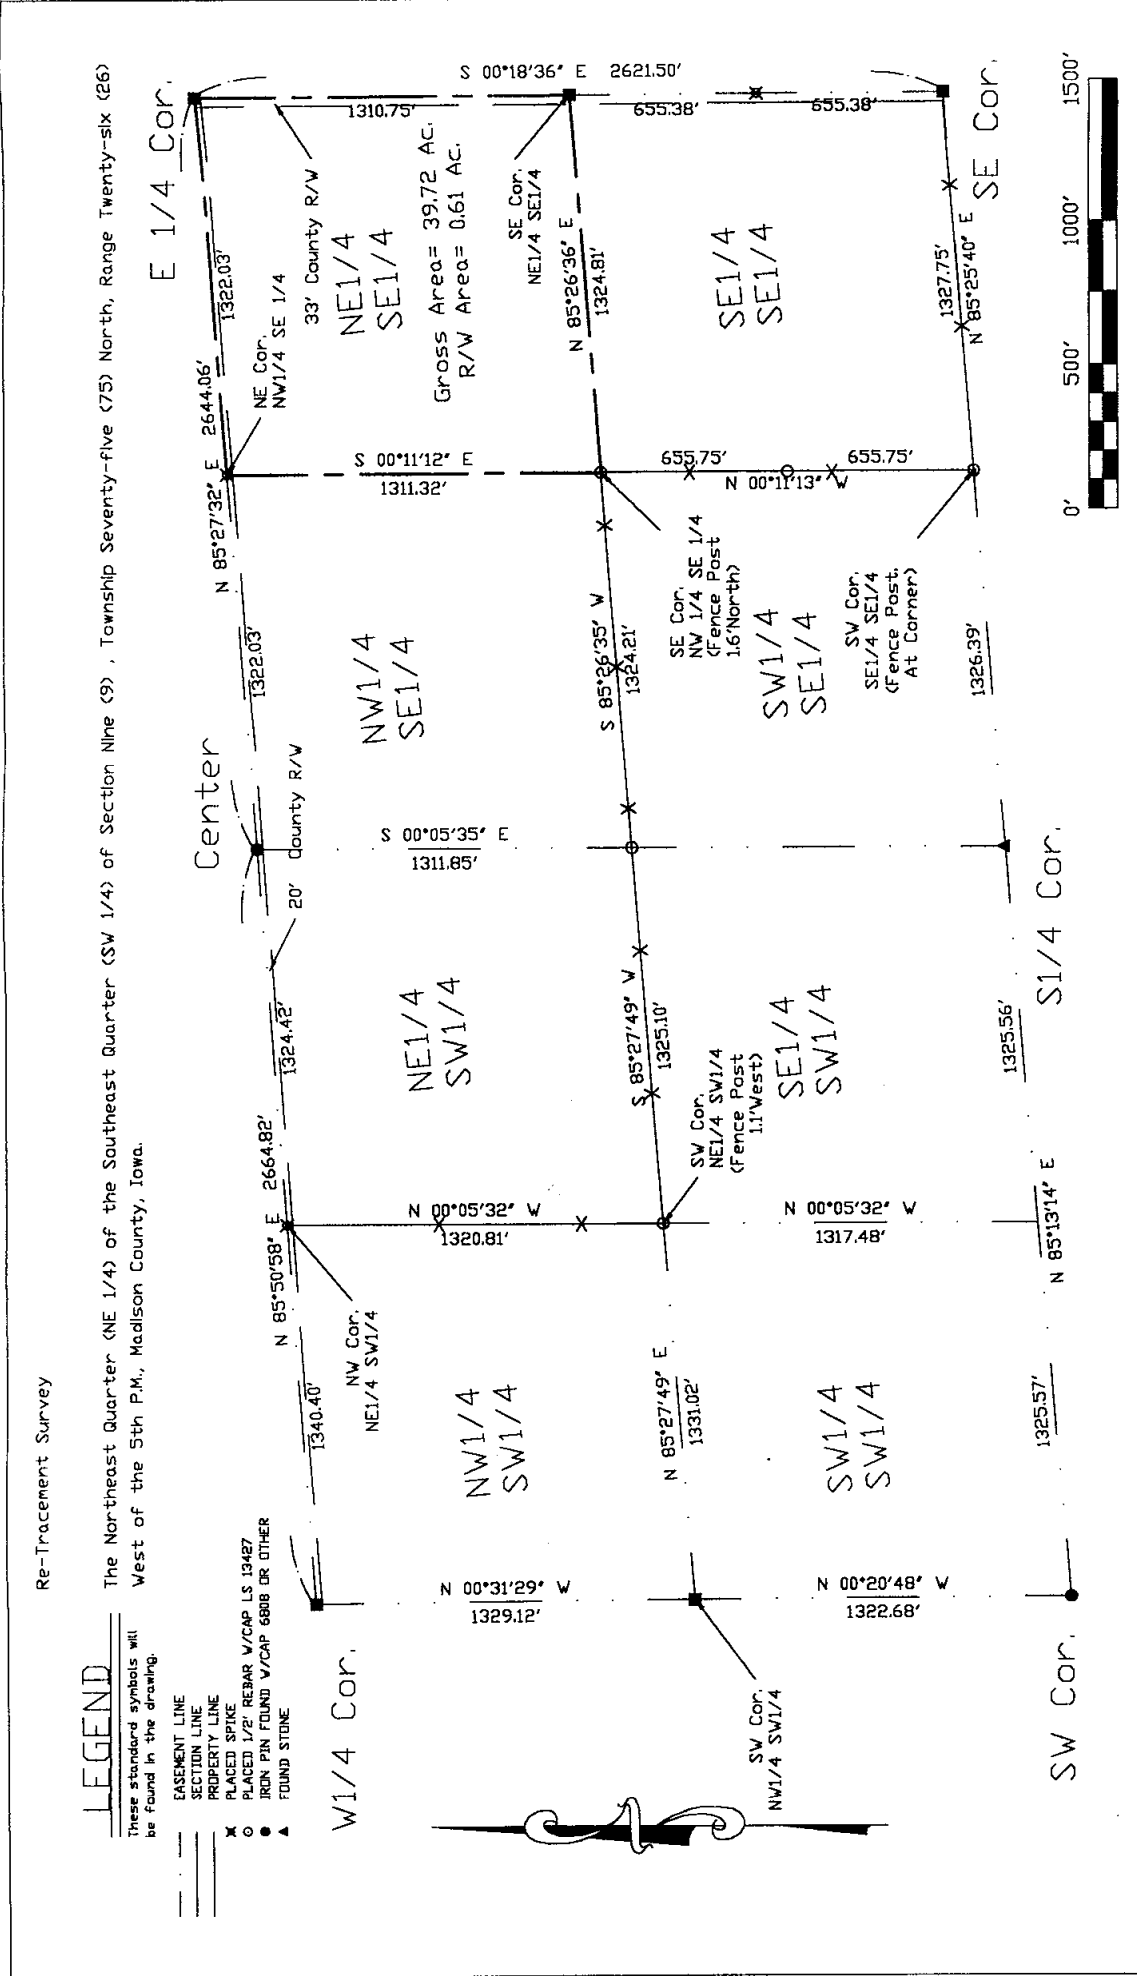 Re-Tracement Survey
The Northeast Quarter (NE 1/4) of the Southeast Quarter (SW 1/4) of Section Nine (9) , Township Seventy-five (75) North, Range Twenty-six (26)
West of the 5th P.M., Madison County, Iowa.
LEGEND
These standard symbols will
be found in the drawing.
EASEMENT LINE
SECTION LINE
PROPERTY LINE
PLACED SPIKE
PLACED 1/2" REBAR W/CAP LS 13427
IRON PIN FOUND W/CAP 6808 OR OTHER
FOUND STONE
W1/4 Cor.
N 85°50'58" E 2664.82'
1340.40'
1324.42'
NW Cor.
NE1/4 SW1/4
20' County R/W
Center
N 85°27'32" E 2644.06'
1322.03'
1322.03'
NE Cor.
NW1/4 SE 1/4
E 1/4 Cor.
33' County R/W
S 00°18'36" E 2621.50'
1310.75'
655.38'
655.38'
N 00°31'29" W
1329.12'
NW1/4
SW1/4
N 00°05'32" W
1320.81'
NE1/4
SW1/4
S 00°05'35" E
1311.85'
NW1/4
SE1/4
S 00°11'12" E
1311.32'
NE1/4
SE1/4
Gross Area= 39.72 Ac.
R/W Area= 0.61 Ac.
SE Cor.
NE1/4 SE1/4
N 85°27'49" E
1331.02'
S 85°27'49" W
1325.10'
S 85°26'35" W
1324.21'
N 85°26'36" E
1324.81'
SW Cor.
NW1/4 SW1/4
SW Cor.
NE1/4 SW1/4
(Fence Post
1.1'West)
SE Cor.
NW 1/4 SE 1/4
(Fence Post
1.6'North)
N 00°20'48" W
1322.68'
SW1/4
SW1/4
N 00°05'32" W
1317.48'
SE1/4
SW1/4
SW1/4
SE1/4
655.75'
655.75'
N 00°11'13" W
SE1/4
SE1/4
SW Cor.
SE1/4 SE1/4
(Fence Post.
At Corner)
SW Cor.
1325.57'
N 85°13'14" E
1325.56'
S1/4 Cor.
1326.39'
1327.75'
N 85°25'40" E
SE Cor.
0'
500'
1000'
1500'